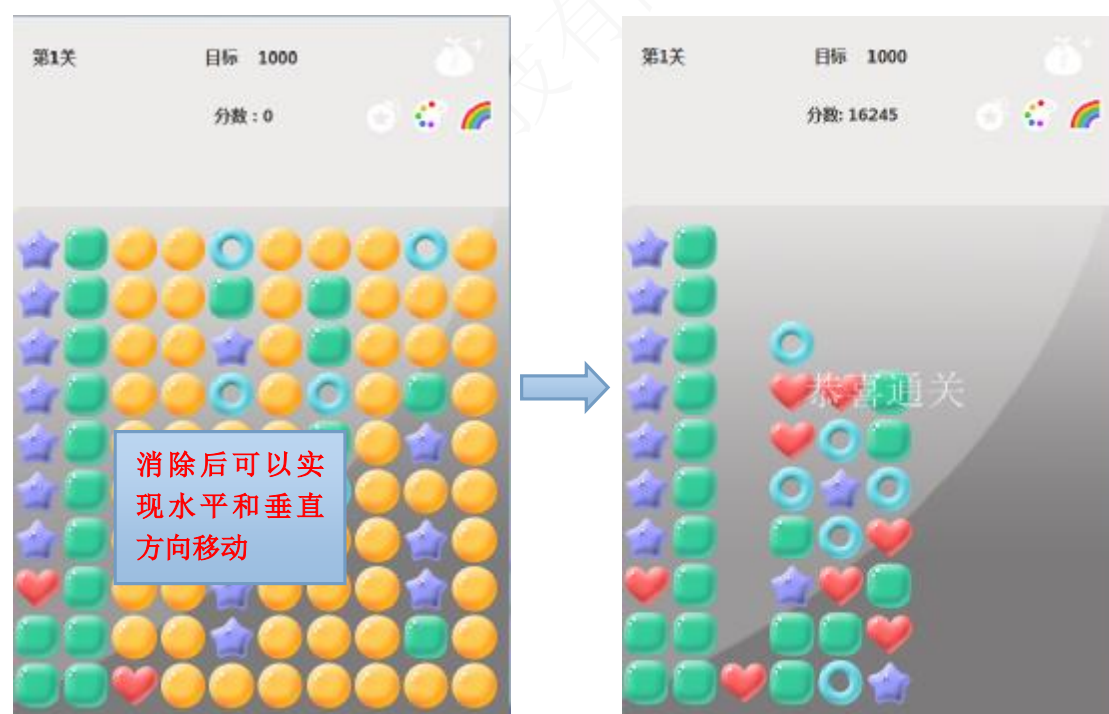 第1关
目标 1000
分数 : 0
消除后可以实
现水平和垂直
方向移动
第1关
目标 1000
分数: 16245
恭喜通关
技有